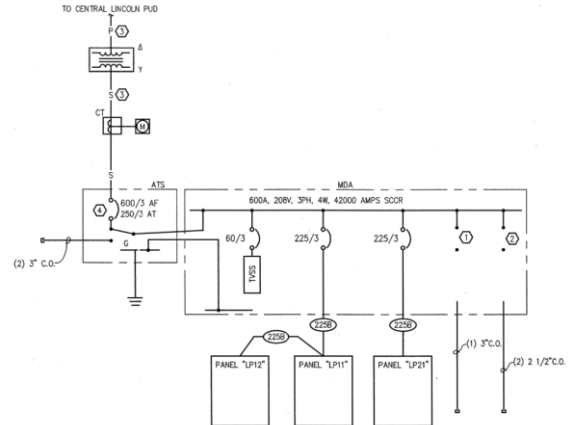 TO CENTRAL LINCOLN PUD
P 3
Δ
Y
S 3
CT
M
S
ATS
MDA
4
600/3 AF
250/3 AT
600A, 208V, 3PH, 4W, 42000 AMPS SCCR
60/3
225/3
225/3
1
2
G
(2) 3" C.O.
TVSS
225B
225B
225B
(1) 3"C.O.
(2) 2 1/2"C.O.
PANEL "LP12"
PANEL "LP11"
PANEL "LP21"